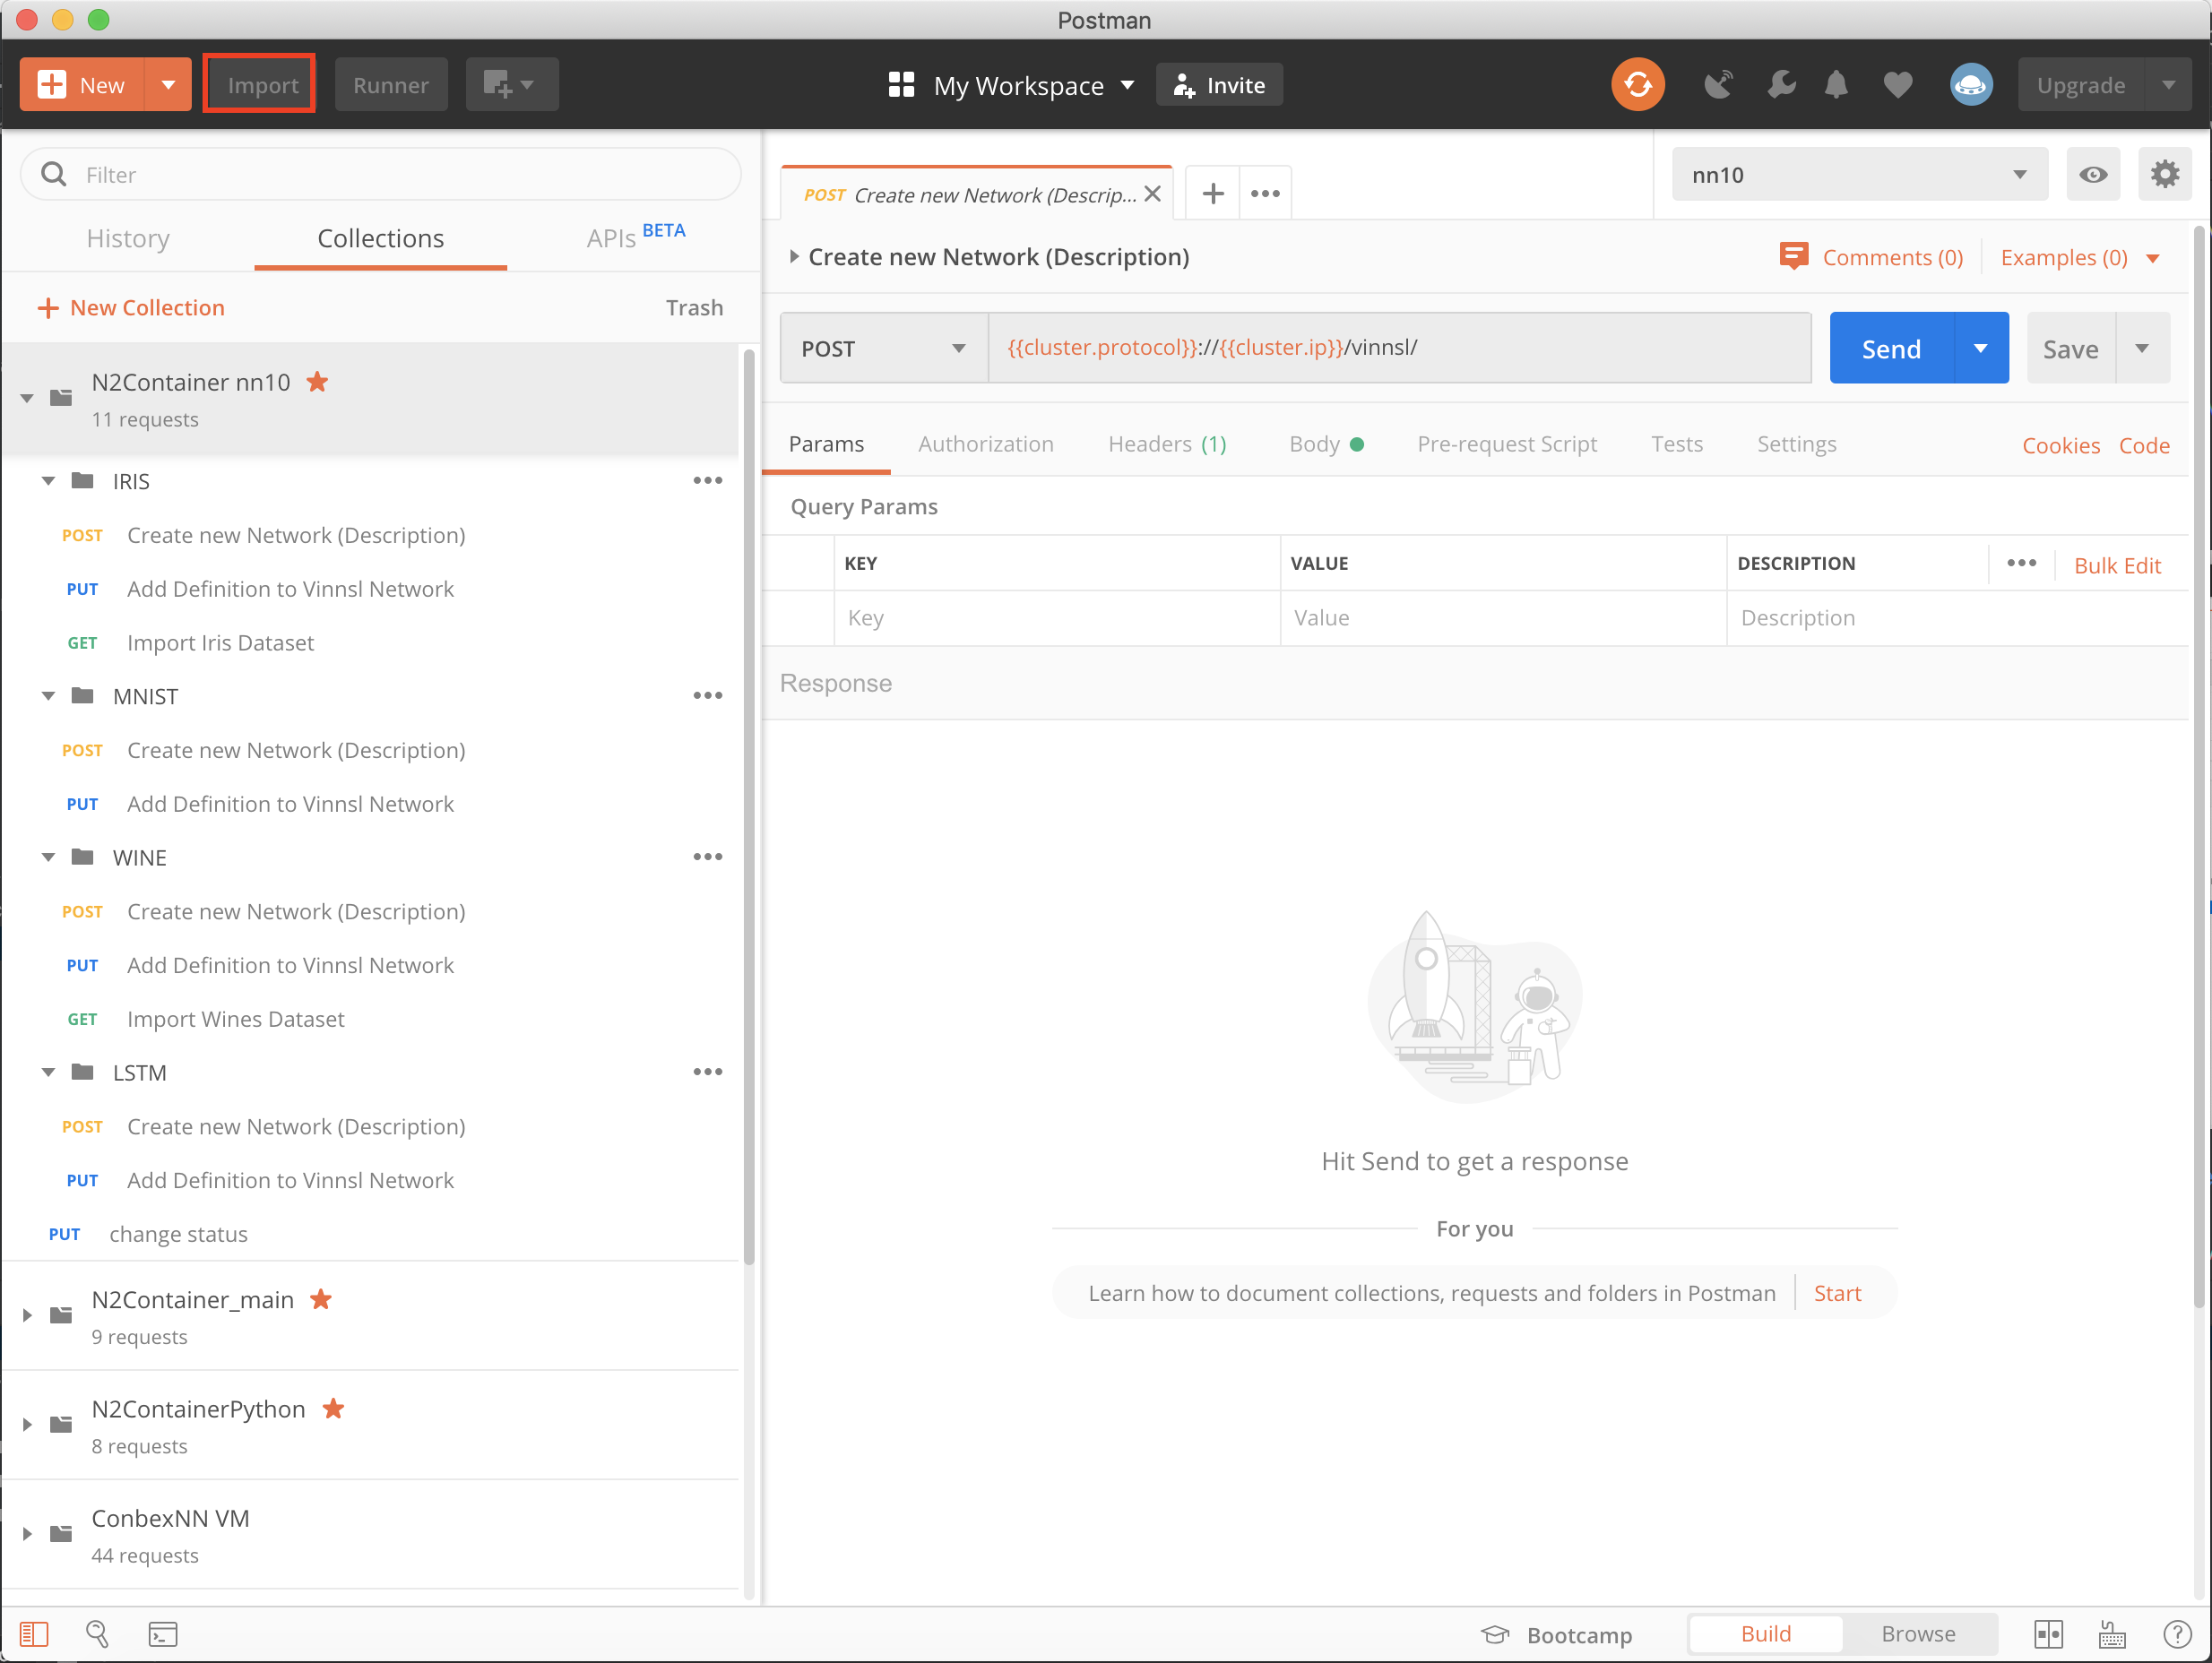 Postman
New
Import
Runner
My Workspace
Invite
Upgrade
Filter
History
Collections
APIs BETA
New Collection
Trash
N2Container nn10
11 requests
IRIS
POST Create new Network (Description)
PUT Add Definition to Vinnsl Network
GET Import Iris Dataset
MNIST
POST Create new Network (Description)
PUT Add Definition to Vinnsl Network
WINE
POST Create new Network (Description)
PUT Add Definition to Vinnsl Network
GET Import Wines Dataset
LSTM
POST Create new Network (Description)
PUT Add Definition to Vinnsl Network
PUT change status
N2Container_main
9 requests
N2ContainerPython
8 requests
ConbexNN VM
44 requests
POST Create new Network (Descrip...
nn10
Create new Network (Description)
Comments (0)
Examples (0)
POST
{{cluster.protocol}}://{{cluster.ip}}/vinnsl/
Send
Save
Params
Authorization
Headers (1)
Body
Pre-request Script
Tests
Settings
Cookies
Code
Query Params
KEY
VALUE
DESCRIPTION
Bulk Edit
Key
Value
Description
Response
Hit Send to get a response
For you
Learn how to document collections, requests and folders in Postman
Start
Bootcamp
Build
Browse